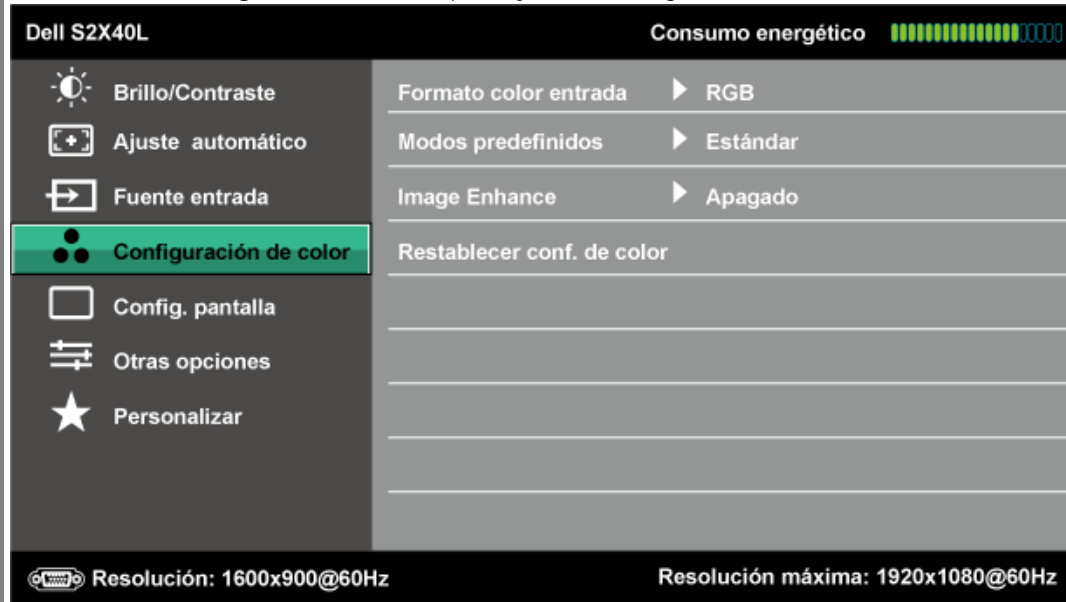 Dell S2X40L Consumo energético
Brillo/Contraste Formato color entrada RGB
Ajuste automático Modos predefinidos Estándar
Fuente entrada Image Enhance Apagado
Configuración de color Restablecer conf. de color
Config. pantalla
Otras opciones
Personalizar
Resolución: 1600x900@60Hz Resolución máxima: 1920x1080@60Hz